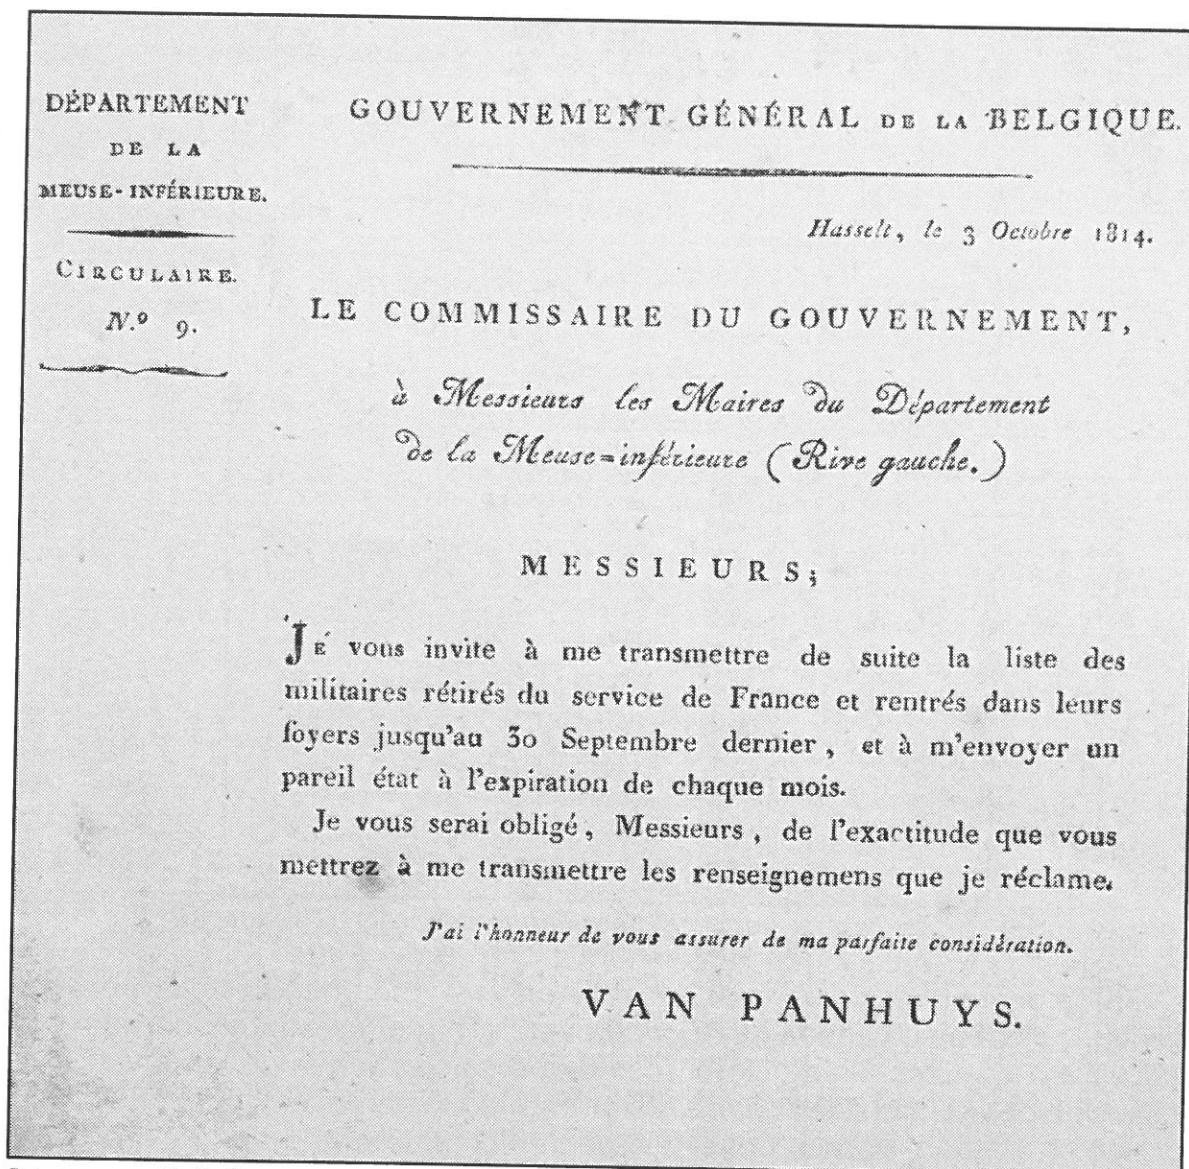 DÉPARTEMENT
DE LA
MEUSE-INFÉRIEURE.
CIRCULAIRE.
N.º 9.
GOUVERNEMENT GÉNÉRAL DE LA BELGIQUE.
Hasselt, le 3 Octobre 1814.
LE COMMISSAIRE DU GOUVERNEMENT,
à Messieurs les Maires du Département
de la Meuse=inférieure (Rive gauche.)
MESSIEURS;
JE vous invite à me transmettre de suite la liste des
militaires rétirés du service de France et rentrés dans leurs
foyers jusqu'au 30 Septembre dernier, et à m'envoyer un
pareil état à l'expiration de chaque mois.
Je vous serai obligé, Messieurs, de l'exactitude que vous
mettrez à me transmettre les renseignemens que je réclame.
J'ai l'honneur de vous assurer de ma parfaite considération.
VAN PANHUYS.